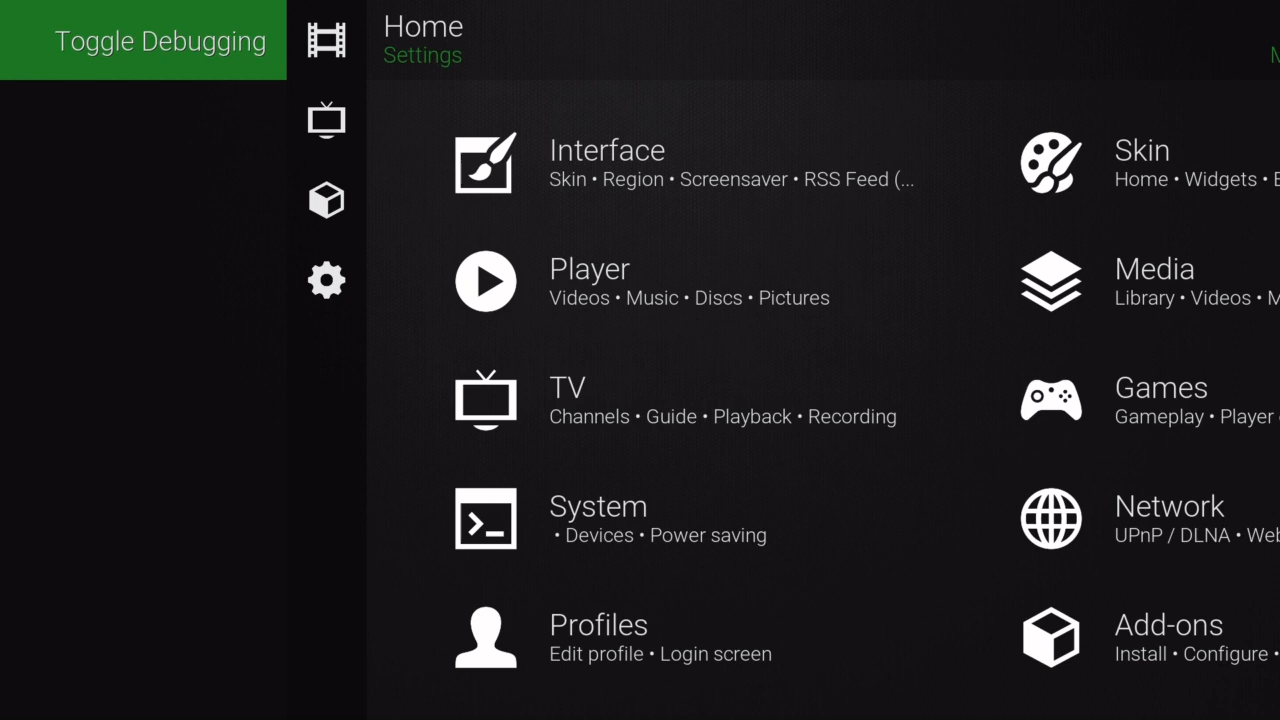 Toggle Debugging
Home
Settings
Interface
Skin • Region • Screensaver • RSS Feed (...
Skin
Home • Widgets •
Player
Videos • Music • Discs • Pictures
Media
Library • Videos •
TV
Channels • Guide • Playback • Recording
Games
Gameplay • Player
System
• Devices • Power saving
Network
UPnP / DLNA •
Profiles
Edit profile • Login screen
Add-ons
Install • Configure •